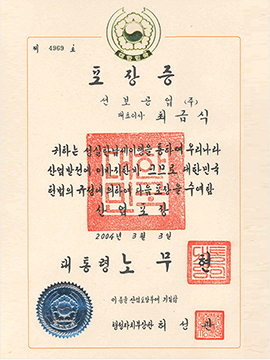 제 4969 호
포장증
선보공업(주)
대표이사 최금식
귀하는 성실한 납세이행을 통하여 우리나라
산업발전에 이바지한바 크므로 대한민국
헌법의 규정에 의하여 다음 포장을 수여함
산업포장
2004년 3월 3일
대통령 노무현
이 증을 산업포장부에 기입함
행정자치부장관 허성관